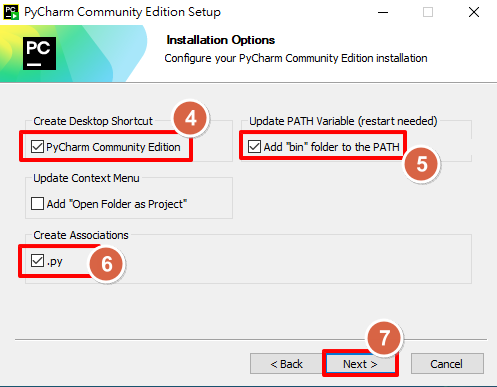 PC
PyCharm Community Edition Setup
PC
Installation Options
Configure your PyCharm Community Edition installation
Create Desktop Shortcut
4
PyCharm Community Edition
Update PATH Variable (restart needed)
Add "bin" folder to the PATH
5
Update Context Menu
Add "Open Folder as Project"
Create Associations
.py
6
7
< Back
Next >
Cancel